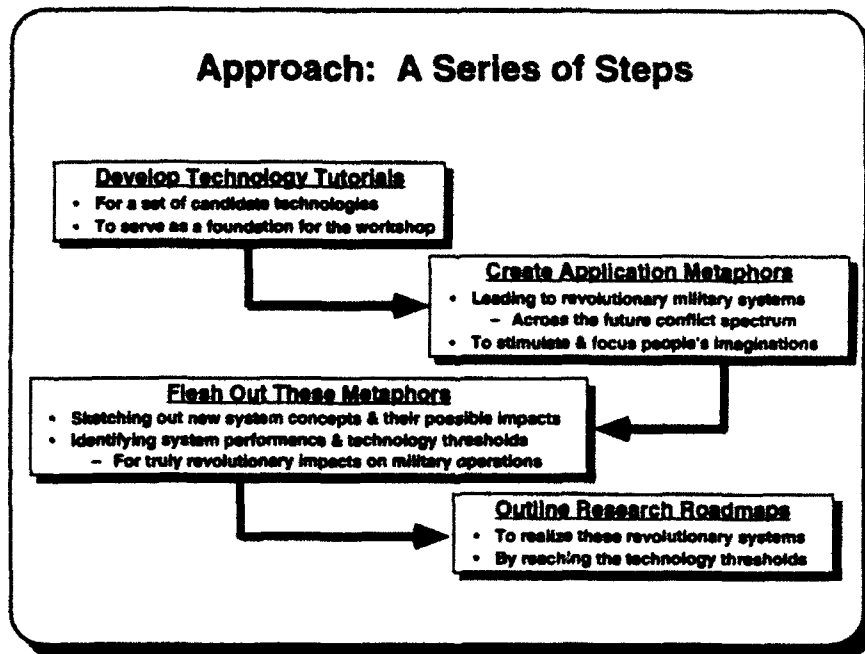 Approach: A Series of Steps
Develop Technology Tutorials
• For a set of candidate technologies
• To serve as a foundation for the workshop
Create Application Metaphors
• Leading to revolutionary military systems
– Across the future conflict spectrum
• To stimulate & focus people's imaginations
Flesh Out These Metaphors
• Sketching out new system concepts & their possible impacts
• Identifying system performance & technology thresholds
– For truly revolutionary impacts on military operations
Outline Research Roadmaps
• To realize these revolutionary systems
• By reaching the technology thresholds